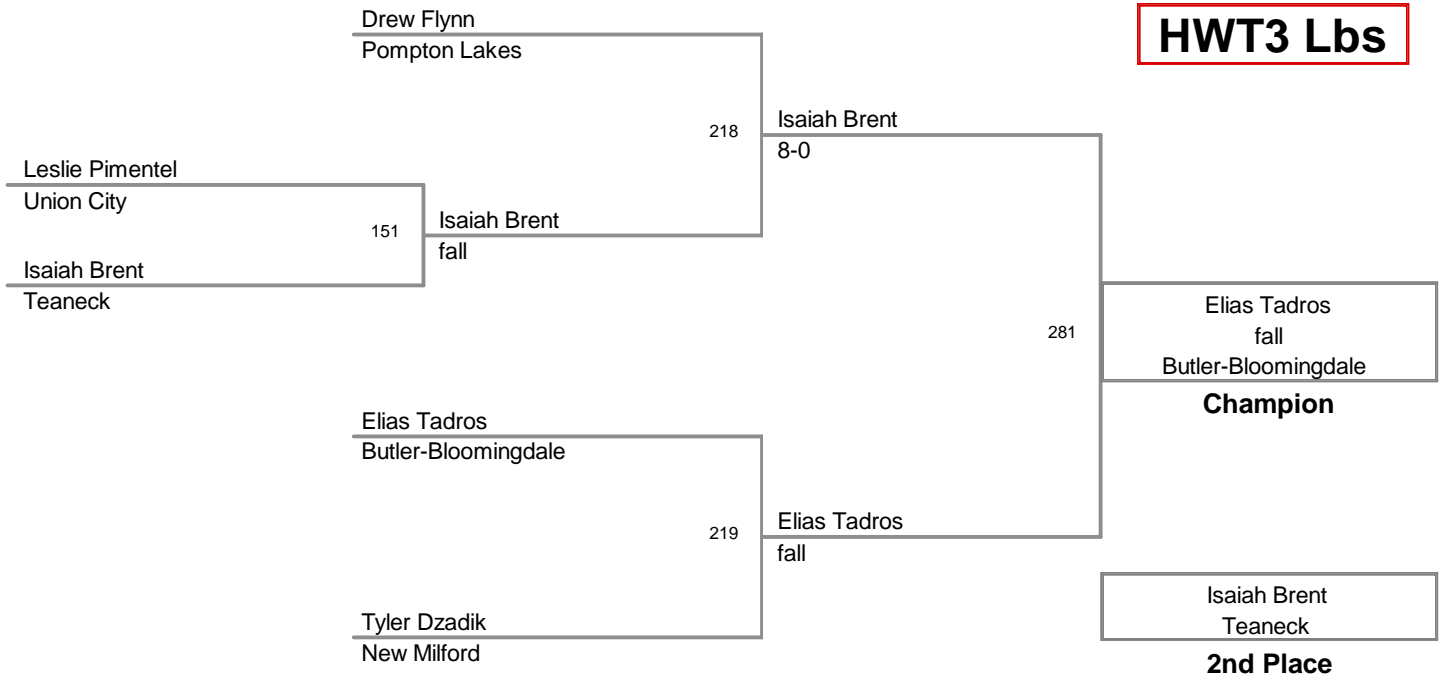 Drew Flynn
Pompton Lakes
HWT3 Lbs
218
Isaiah Brent
8-0
Leslie Pimentel
Union City
151
Isaiah Brent
fall
Isaiah Brent
Teaneck
281
Elias Tadros
fall
Butler-Bloomingdale
Champion
Elias Tadros
Butler-Bloomingdale
219
Elias Tadros
fall
Tyler Dzadik
New Milford
Isaiah Brent
Teaneck
2nd Place